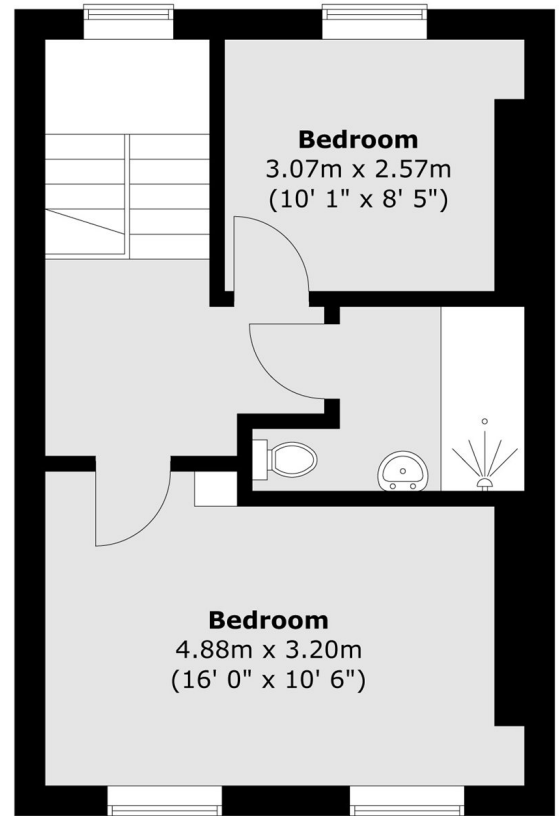 Bedroom
3.07m x 2.57m
(10' 1" x 8' 5")
Bedroom
4.88m x 3.20m
(16' 0" x 10' 6")